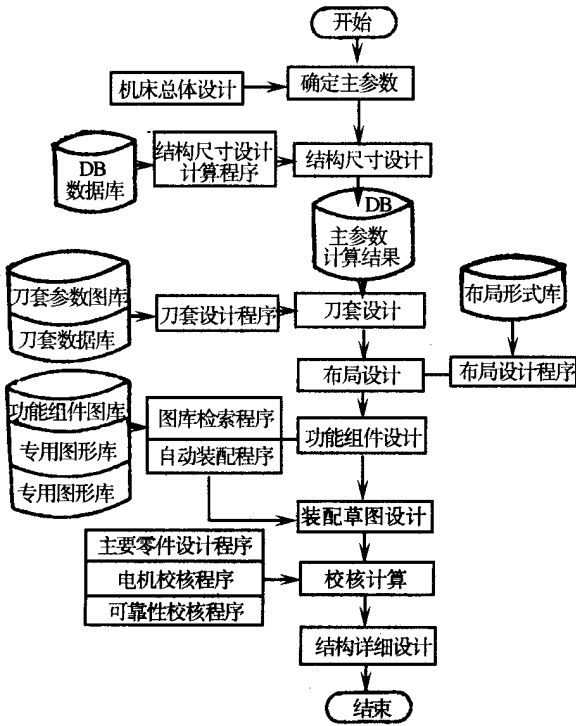 开始
机床总体设计
确定主参数
DB
数据库
结构尺寸设计
计算程序
结构尺寸设计
DB
主参数
计算结果
刀套参数图库
刀套数据库
刀套设计程序
刀套设计
布局形式库
布局设计
布局设计程序
功能组件图库
专用图形库
专用图形库
图库检索程序
自动装配程序
功能组件设计
装配草图设计
主要零件设计程序
电机校核程序
可靠性校核程序
校核计算
结构详细设计
结束